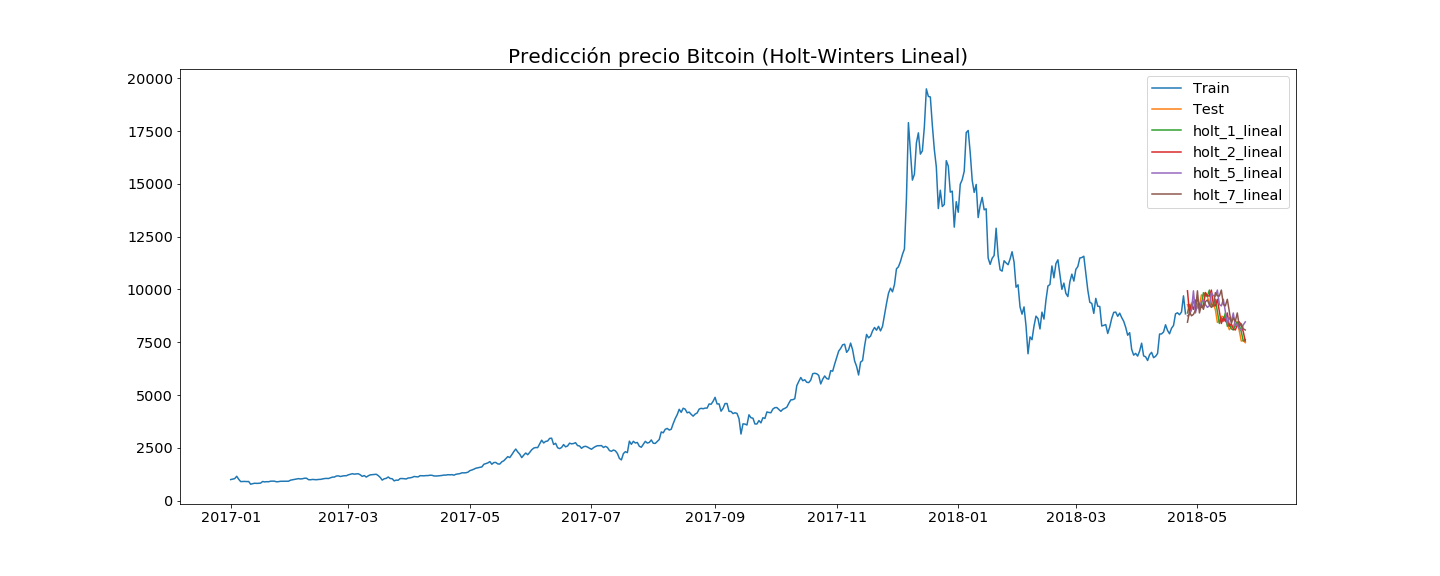 Predicción precio Bitcoin (Holt-Winters Lineal)
20000
17500
15000
12500
10000
7500
5000
2500
0
2017-01 2017-03 2017-05 2017-07 2017-09 2017-11 2018-01 2018-03 2018-05
Train
Test
holt_1_lineal
holt_2_lineal
holt_5_lineal
holt_7_lineal